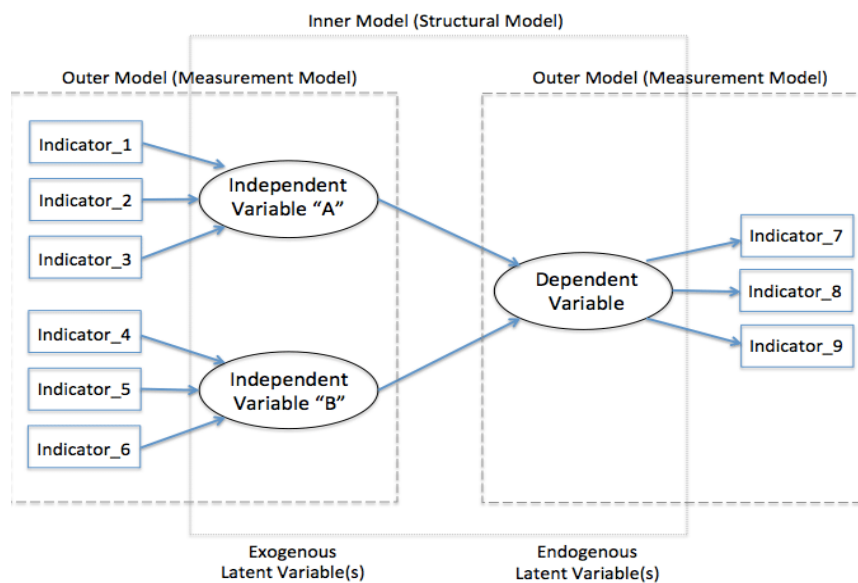 Inner Model (Structural Model)
Outer Model (Measurement Model)
Outer Model (Measurement Model)
Indicator_1
Indicator_2
Indicator_3
Independent
Variable “A”
Indicator_4
Indicator_5
Indicator_6
Independent
Variable “B”
Dependent
Variable
Indicator_7
Indicator_8
Indicator_9
Exogenous
Latent Variable(s)
Endogenous
Latent Variable(s)